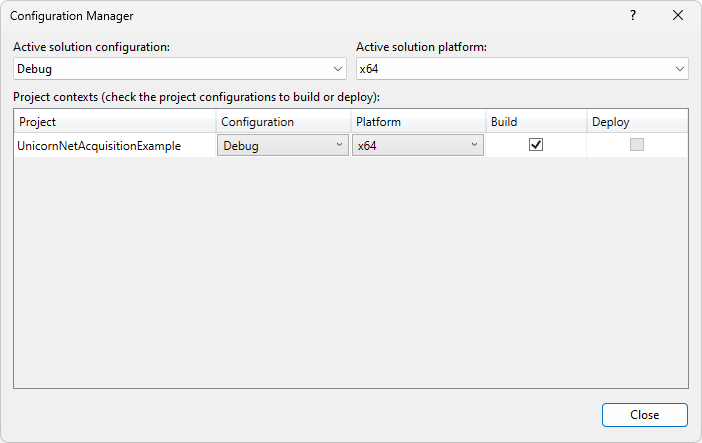 Configuration Manager ?
Active solution configuration: Active solution platform:
Debug x64
Project contexts (check the project configurations to build or deploy):
Project Configuration Platform Build Deploy
UnicornNetAcquisitionExample Debug x64
Close